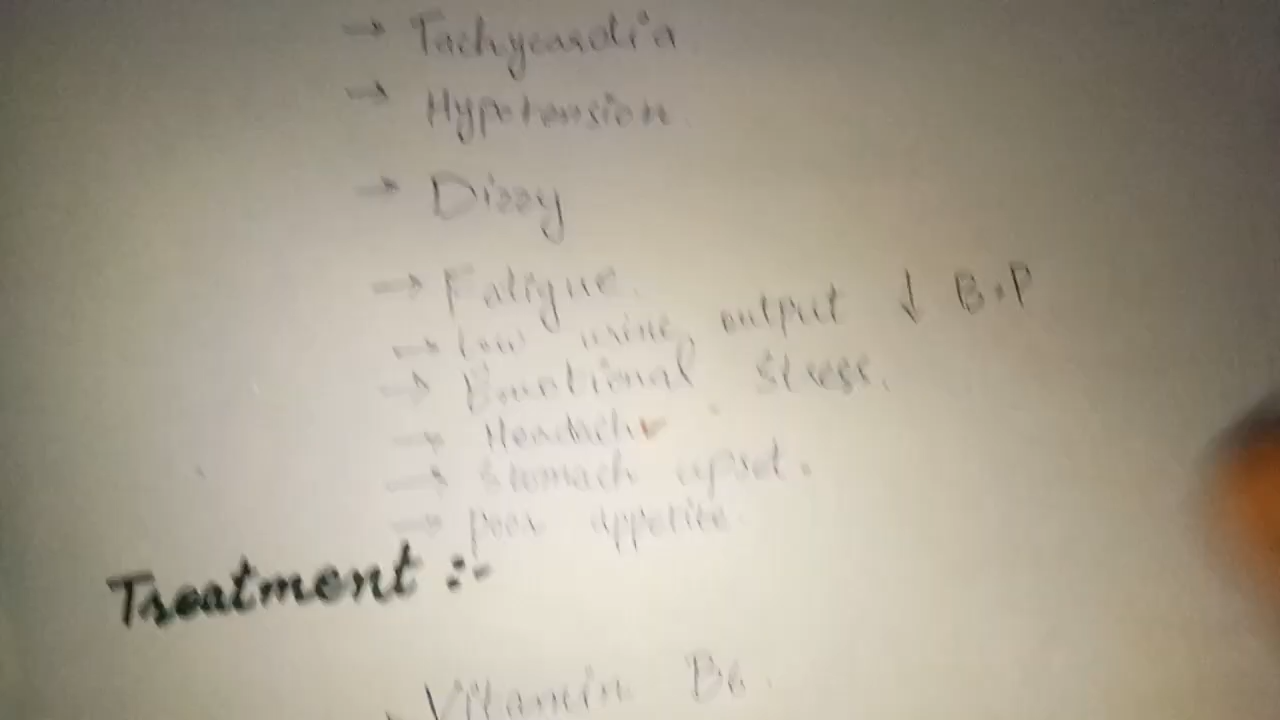 → Tachycardia
→ Hypotension.
→ Dizzy
→ Fatigue.
→ low urine output ↓ B.P
→ Emotional stress.
→ Headache
→ Stomach upset.
→ Poor appetite.
Treatment :-
Vitamin B6.